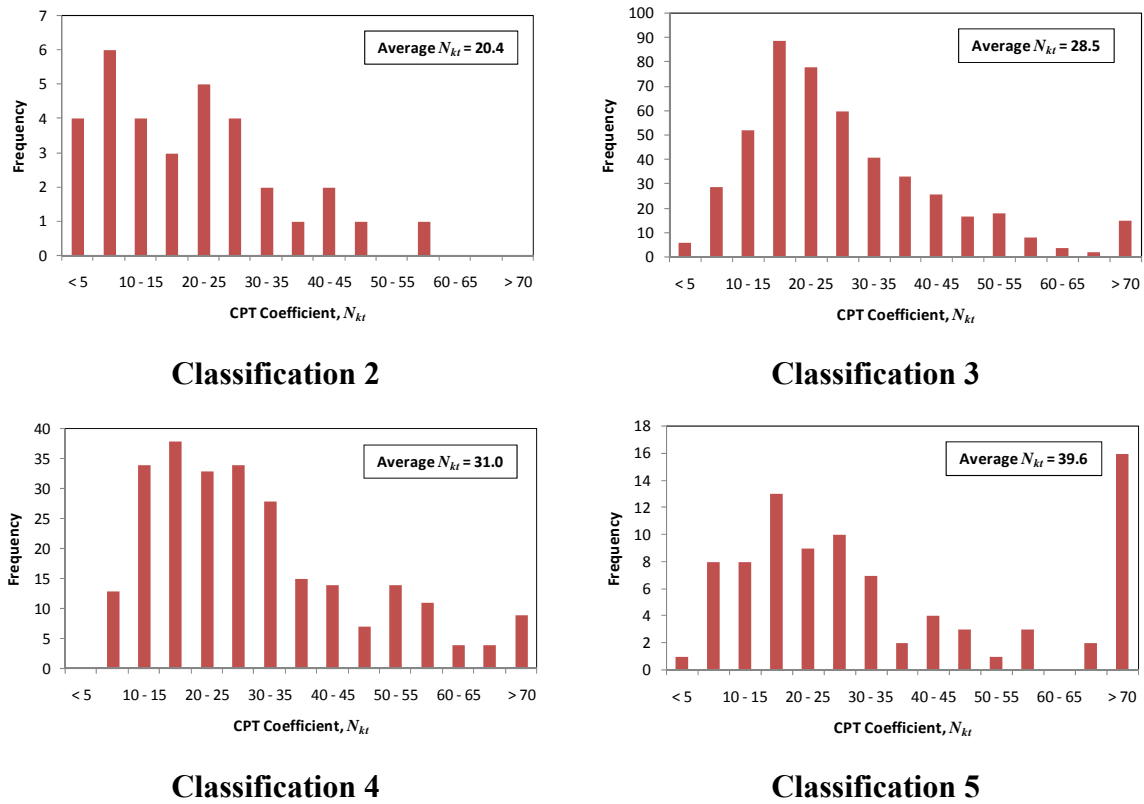 7
6
5
4
3
2
1
0
Frequency
Average Nkt = 20.4
< 5 10 - 15 20 - 25 30 - 35 40 - 45 50 - 55 60 - 65 > 70
CPT Coefficient, Nkt
Classification 2
100
90
80
70
60
50
40
30
20
10
0
Frequency
Average Nkt = 28.5
< 5 10 - 15 20 - 25 30 - 35 40 - 45 50 - 55 60 - 65 > 70
CPT Coefficient, Nkt
Classification 3
40
35
30
25
20
15
10
5
0
Frequency
Average Nkt = 31.0
< 5 10 - 15 20 - 25 30 - 35 40 - 45 50 - 55 60 - 65 > 70
CPT Coefficient, Nkt
Classification 4
18
16
14
12
10
8
6
4
2
0
Frequency
Average Nkt = 39.6
< 5 10 - 15 20 - 25 30 - 35 40 - 45 50 - 55 60 - 65 > 70
CPT Coefficient, Nkt
Classification 5